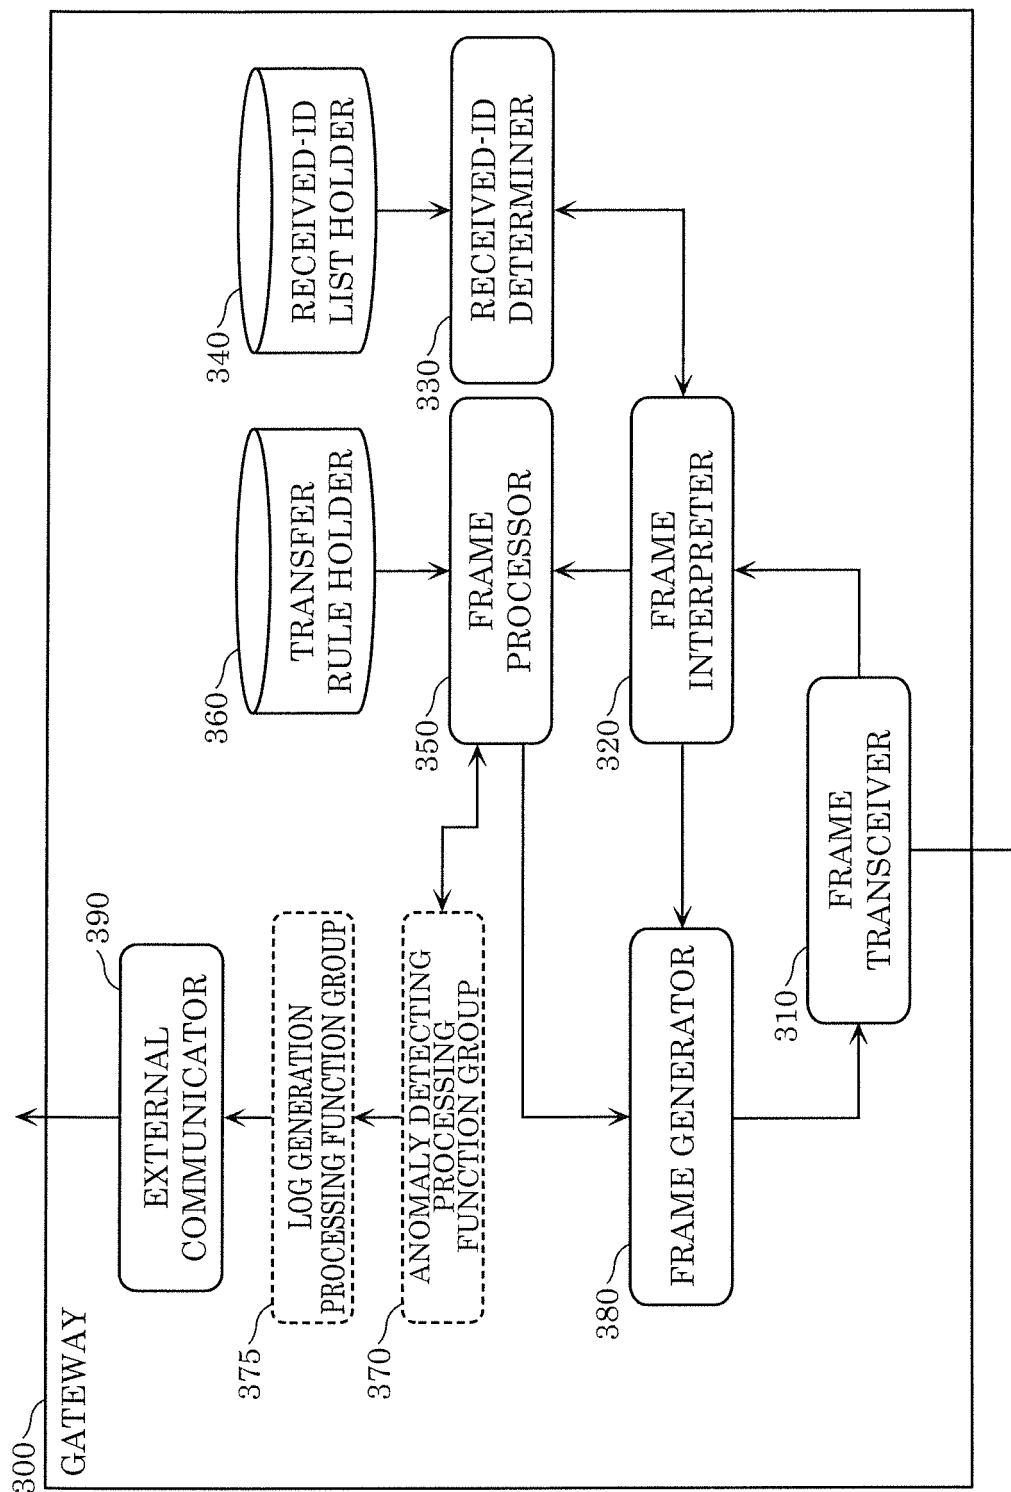 300
GATEWAY
390
EXTERNAL
COMMUNICATOR
375
LOG GENERATION
PROCESSING FUNCTION GROUP
370
ANOMALY DETECTING
PROCESSING
FUNCTION GROUP
360
TRANSFER
RULE HOLDER
340
RECEIVED-ID
LIST HOLDER
350
FRAME
PROCESSOR
330
RECEIVED-ID
DETERMINER
380
FRAME GENERATOR
320
FRAME
INTERPRETER
310
FRAME
TRANSCEIVER